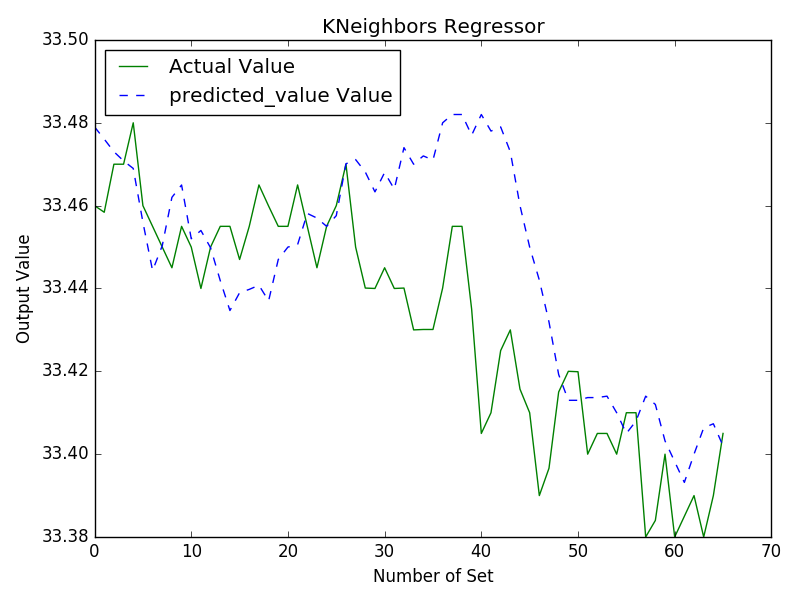 KNeighbors Regressor
33.50
33.48
33.46
33.44
33.42
33.40
33.38
Output Value
Actual Value
predicted_value Value
0 10 20 30 40 50 60 70
Number of Set